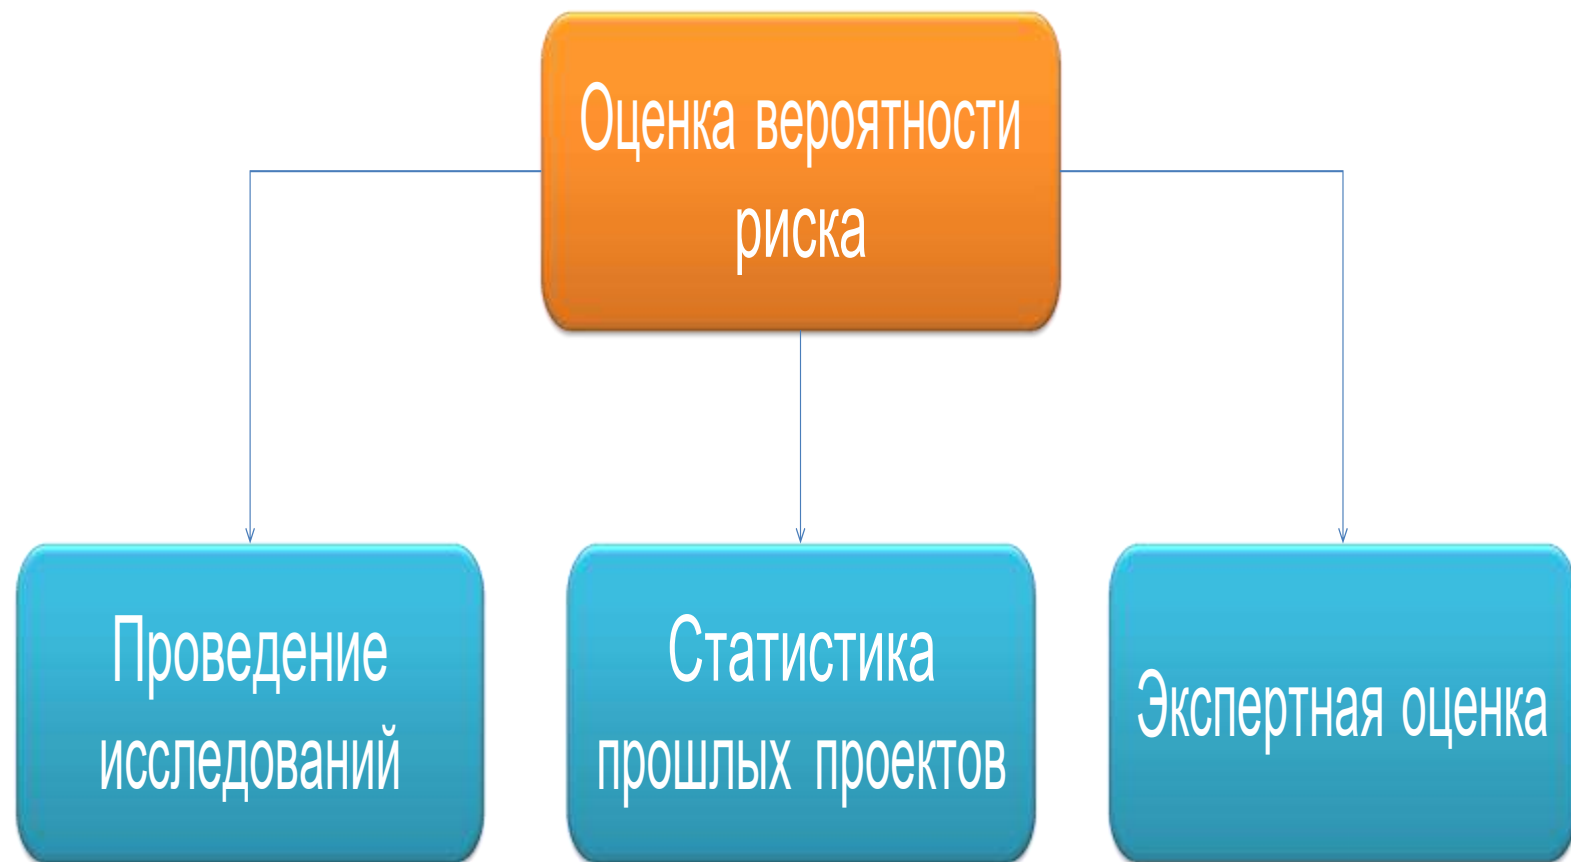 Оценка вероятности
риска
Проведение
исследований
Статистика
прошлых проектов
Экспертная оценка